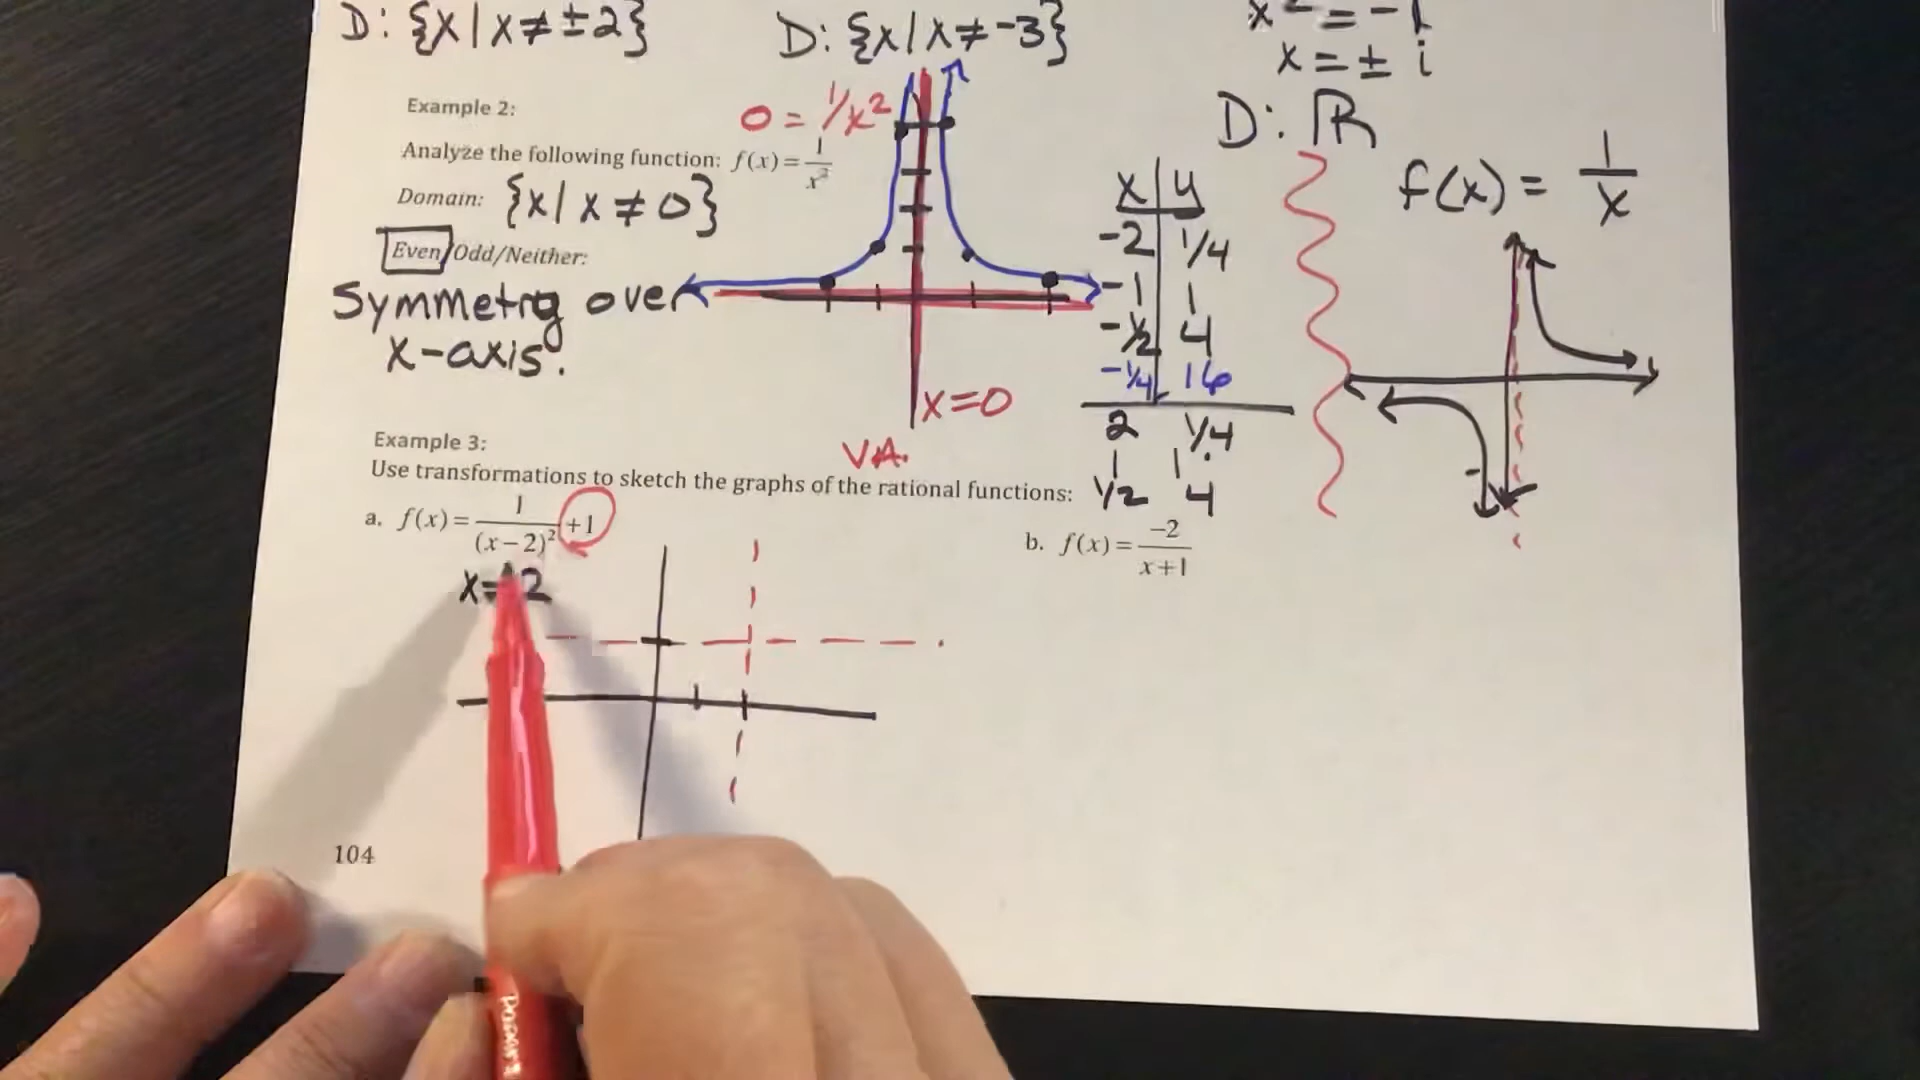 D: {x | x ≠ ±2}
D: {x | x ≠ -3}
x² = -1
x = ± i
D: ℝ
Example 2:
0 = 1/x²
Analyze the following function: f(x) = 1/x²
Domain: {x | x ≠ 0}
Even/Odd/Neither:
Symmetry over
x-axis.
x=0
V.A.
x | y
-2 | 1/4
-1 | 1
-1/2 | 4
-1/4 | 16
2 | 1/4
1 | 1
1/2 | 4
f(x) = 1/x
Example 3:
Use transformations to sketch the graphs of the rational functions:
a. f(x) = 1/(x-2)² +1
x=+2
b. f(x) = -2/(x+1)
104